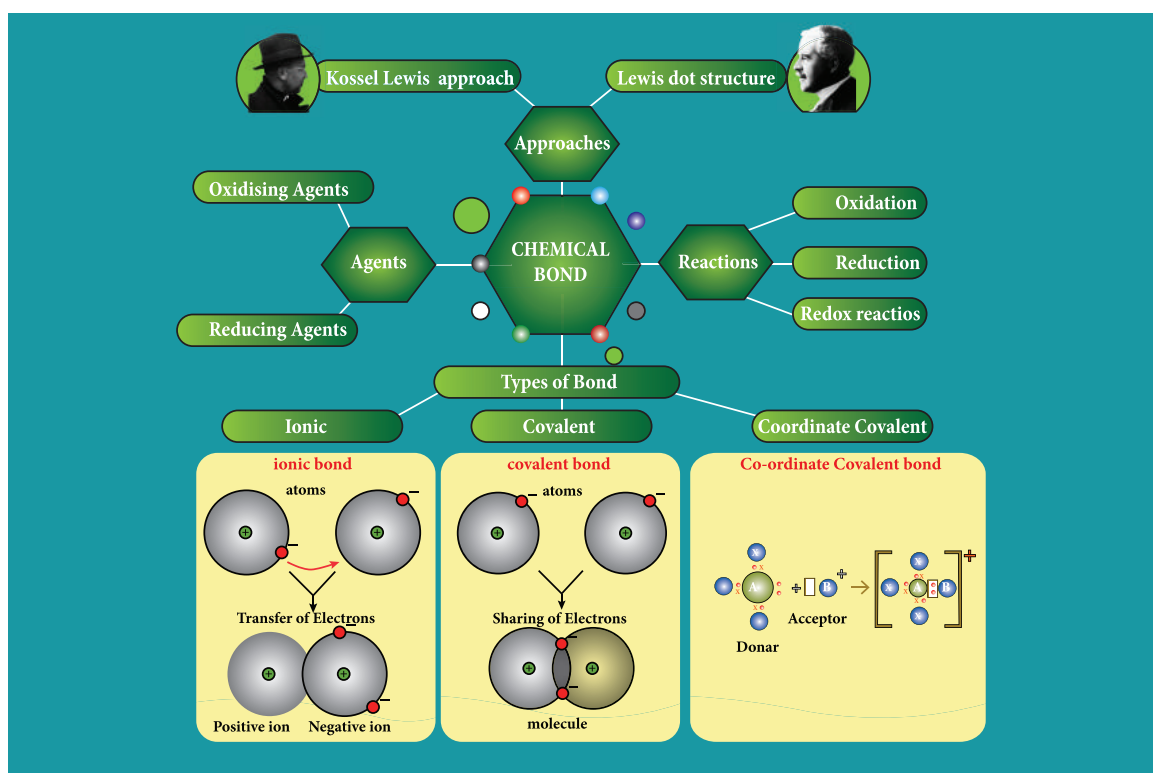 Kossel Lewis approach
Lewis dot structure
Approaches
Oxidising Agents
Oxidation
CHEMICAL
BOND
Agents
Reactions
Reduction
Reducing Agents
Redox reactios
Types of Bond
Ionic
Covalent
Coordinate Covalent
ionic bond
atoms
+
−
+
−
Transfer of Electrons
+
+
−
−
Positive ion
Negative ion
covalent bond
atoms
+
−
+
−
Sharing of Electrons
+
+
−
−
molecule
Co-ordinate Covalent bond
X
A
+
B
+
Acceptor
Donar
X
X
A
B
X
+